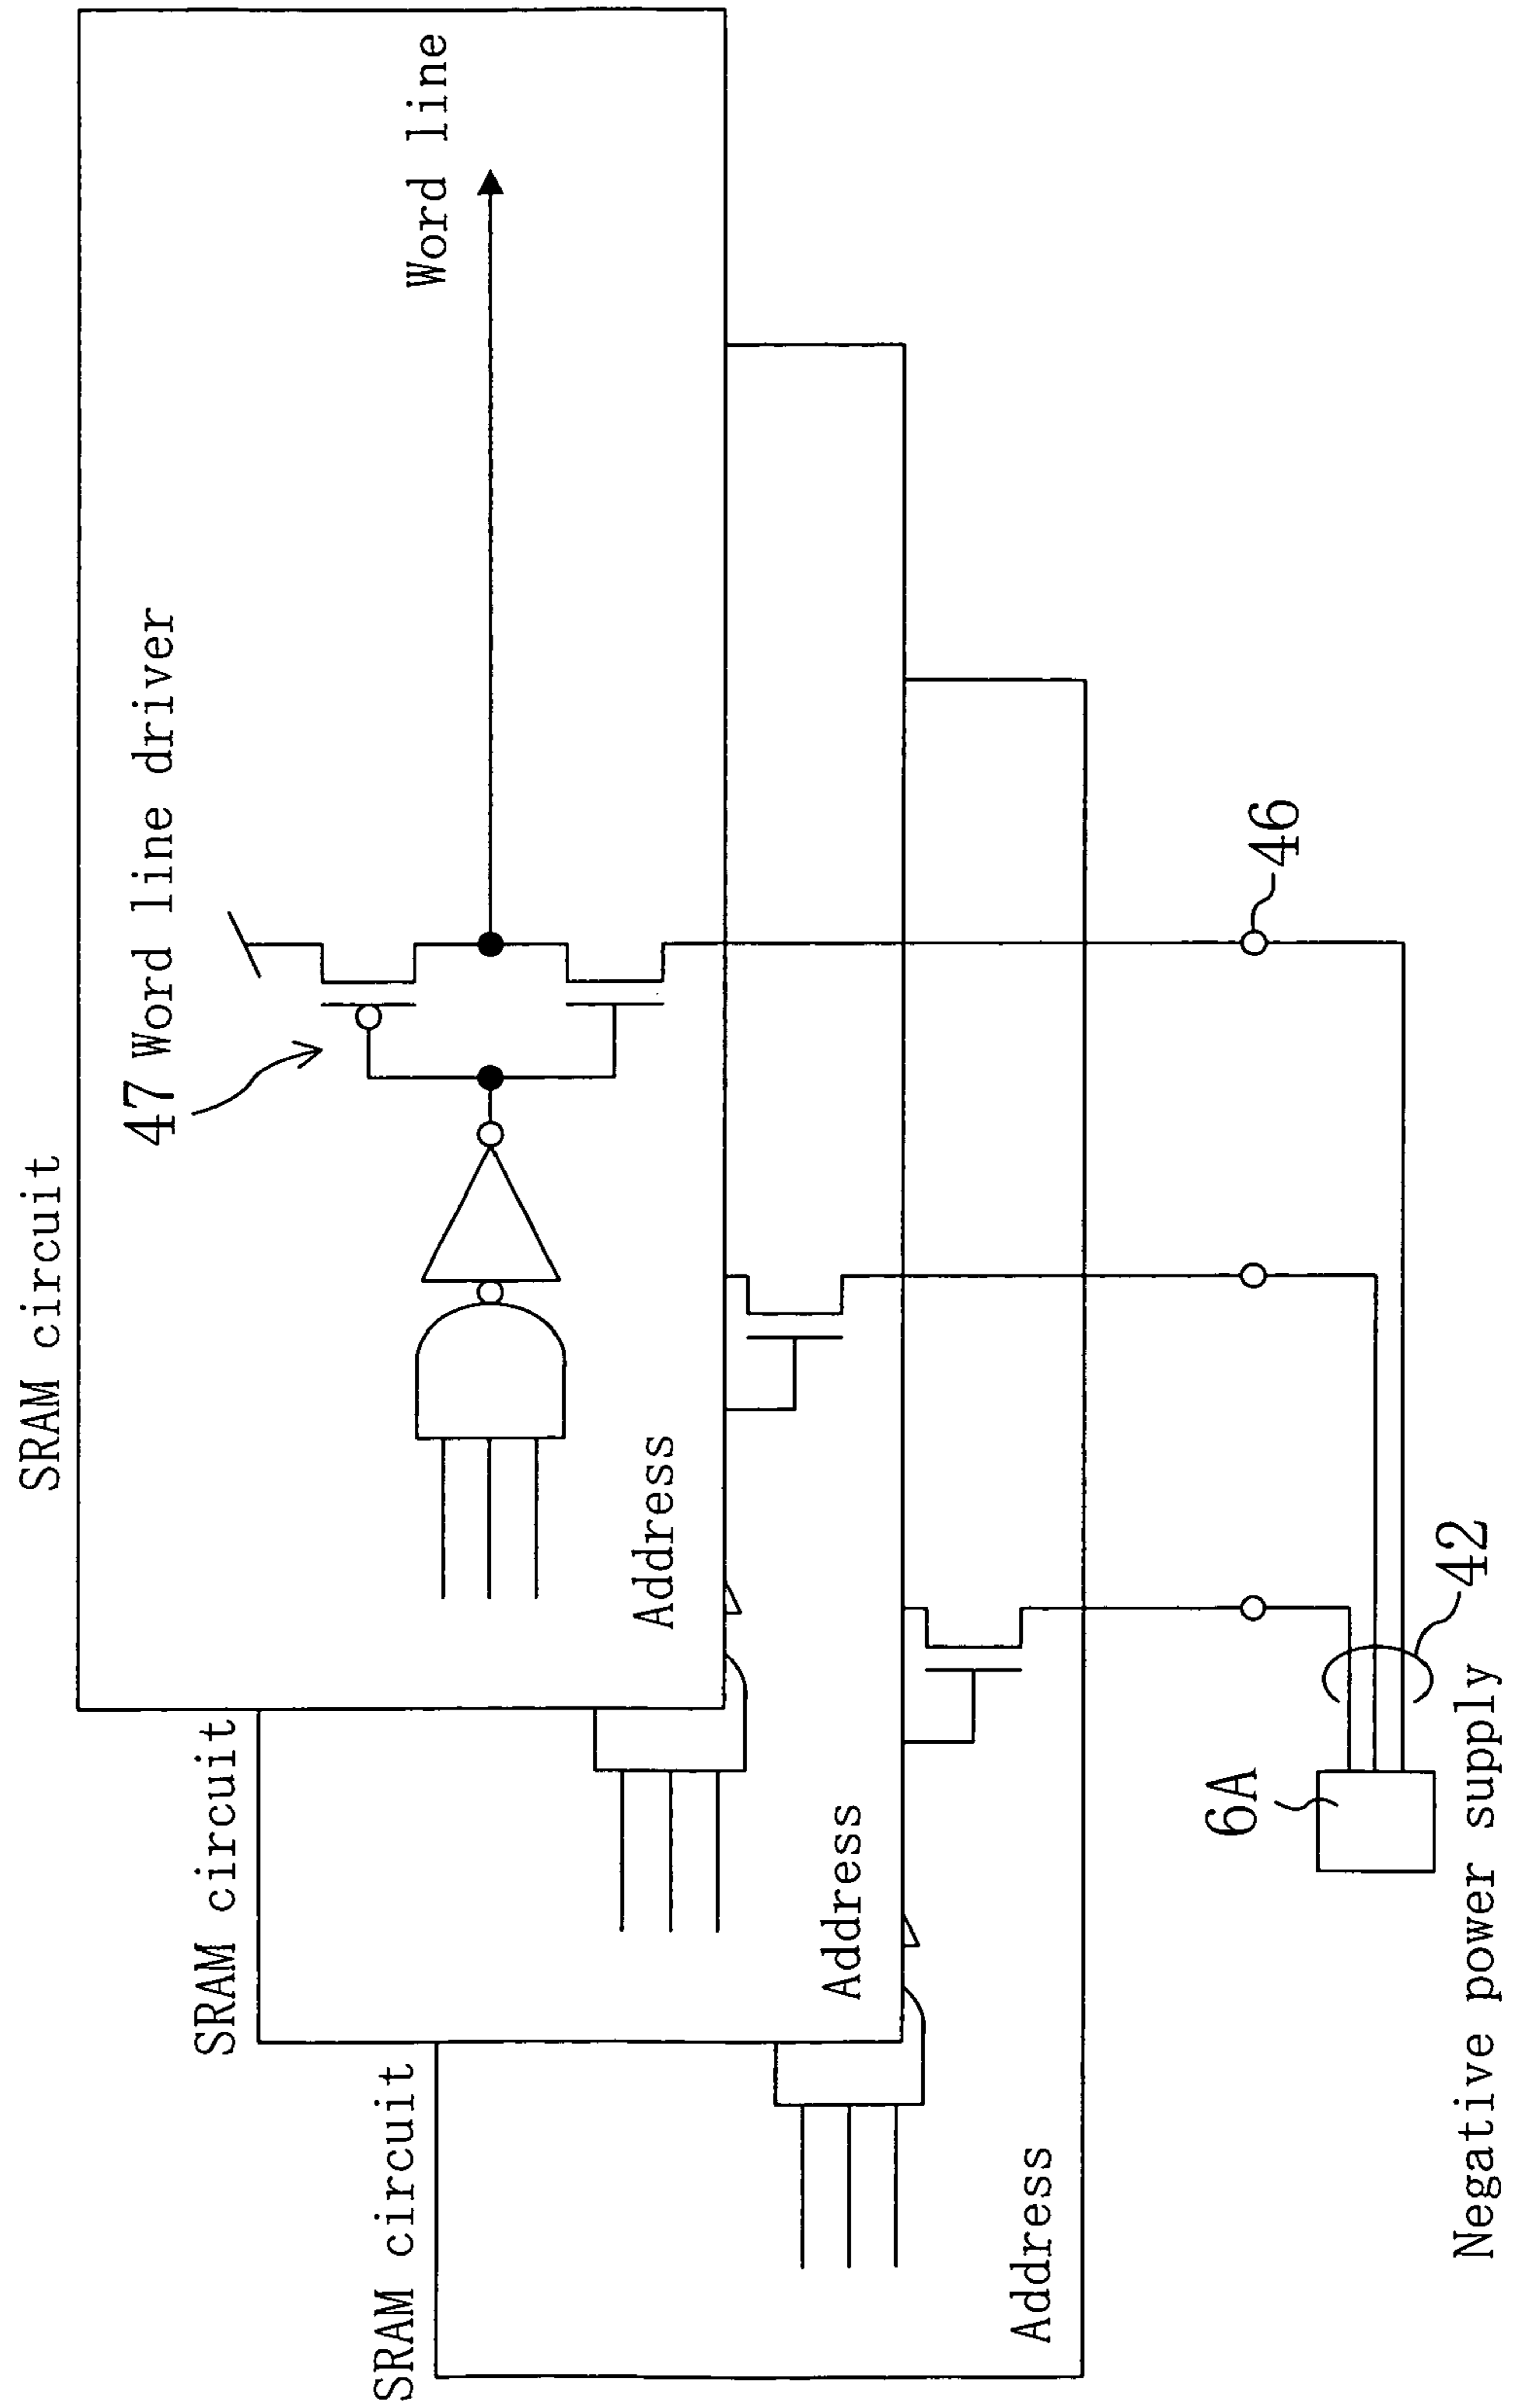 SRAM circuit
47 Word line driver
Word line
Address
SRAM circuit
Address
SRAM circuit
Address
46
6A
42
Negative power supply